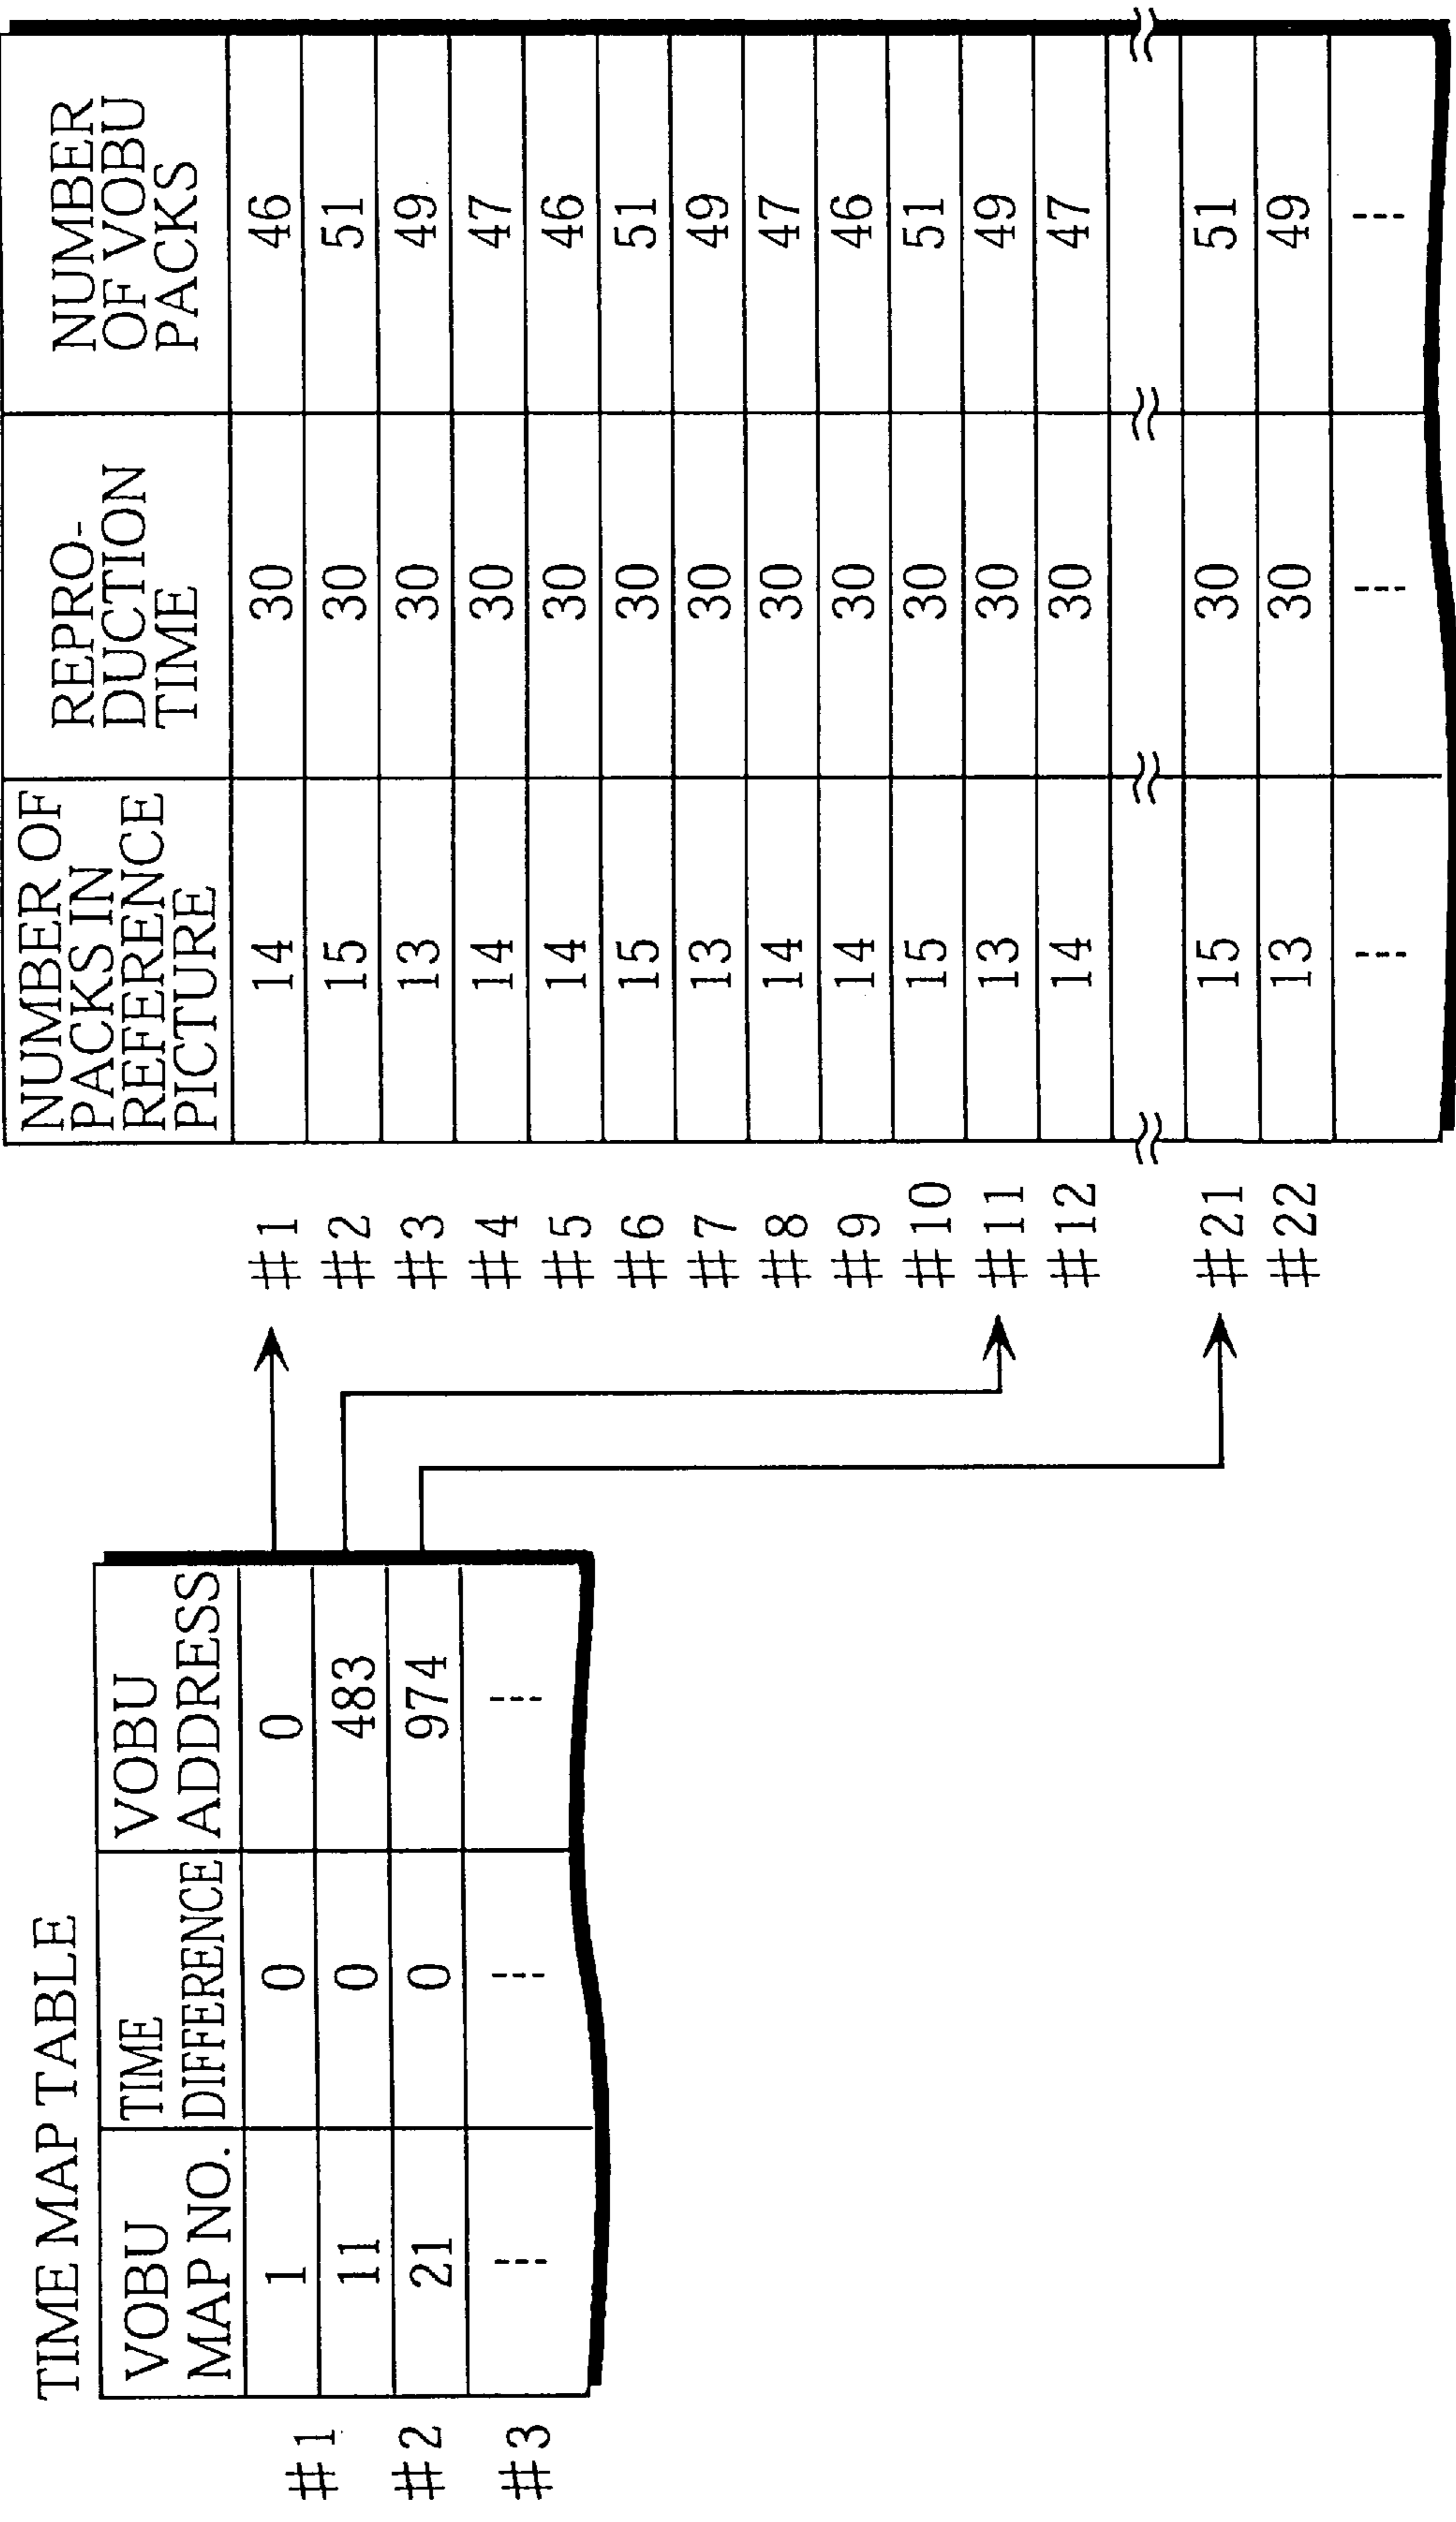 TIME MAP TABLE
VOBU MAP NO.
TIME DIFFERENCE
VOBU ADDRESS
#1 1 0 0
#2 11 0 483
#3 21 0 974
--- --- ---
NUMBER OF PACKS IN REFERENCE PICTURE
REPRO-DUCTION TIME
NUMBER OF VOBU PACKS
#1 14 30 46
#2 15 30 51
#3 13 30 49
#4 14 30 47
#5 14 30 46
#6 15 30 51
#7 13 30 49
#8 14 30 47
#9 14 30 46
#10 15 30 51
#11 13 30 49
#12 14 30 47
#21 15 30 51
#22 13 30 49
--- --- ---